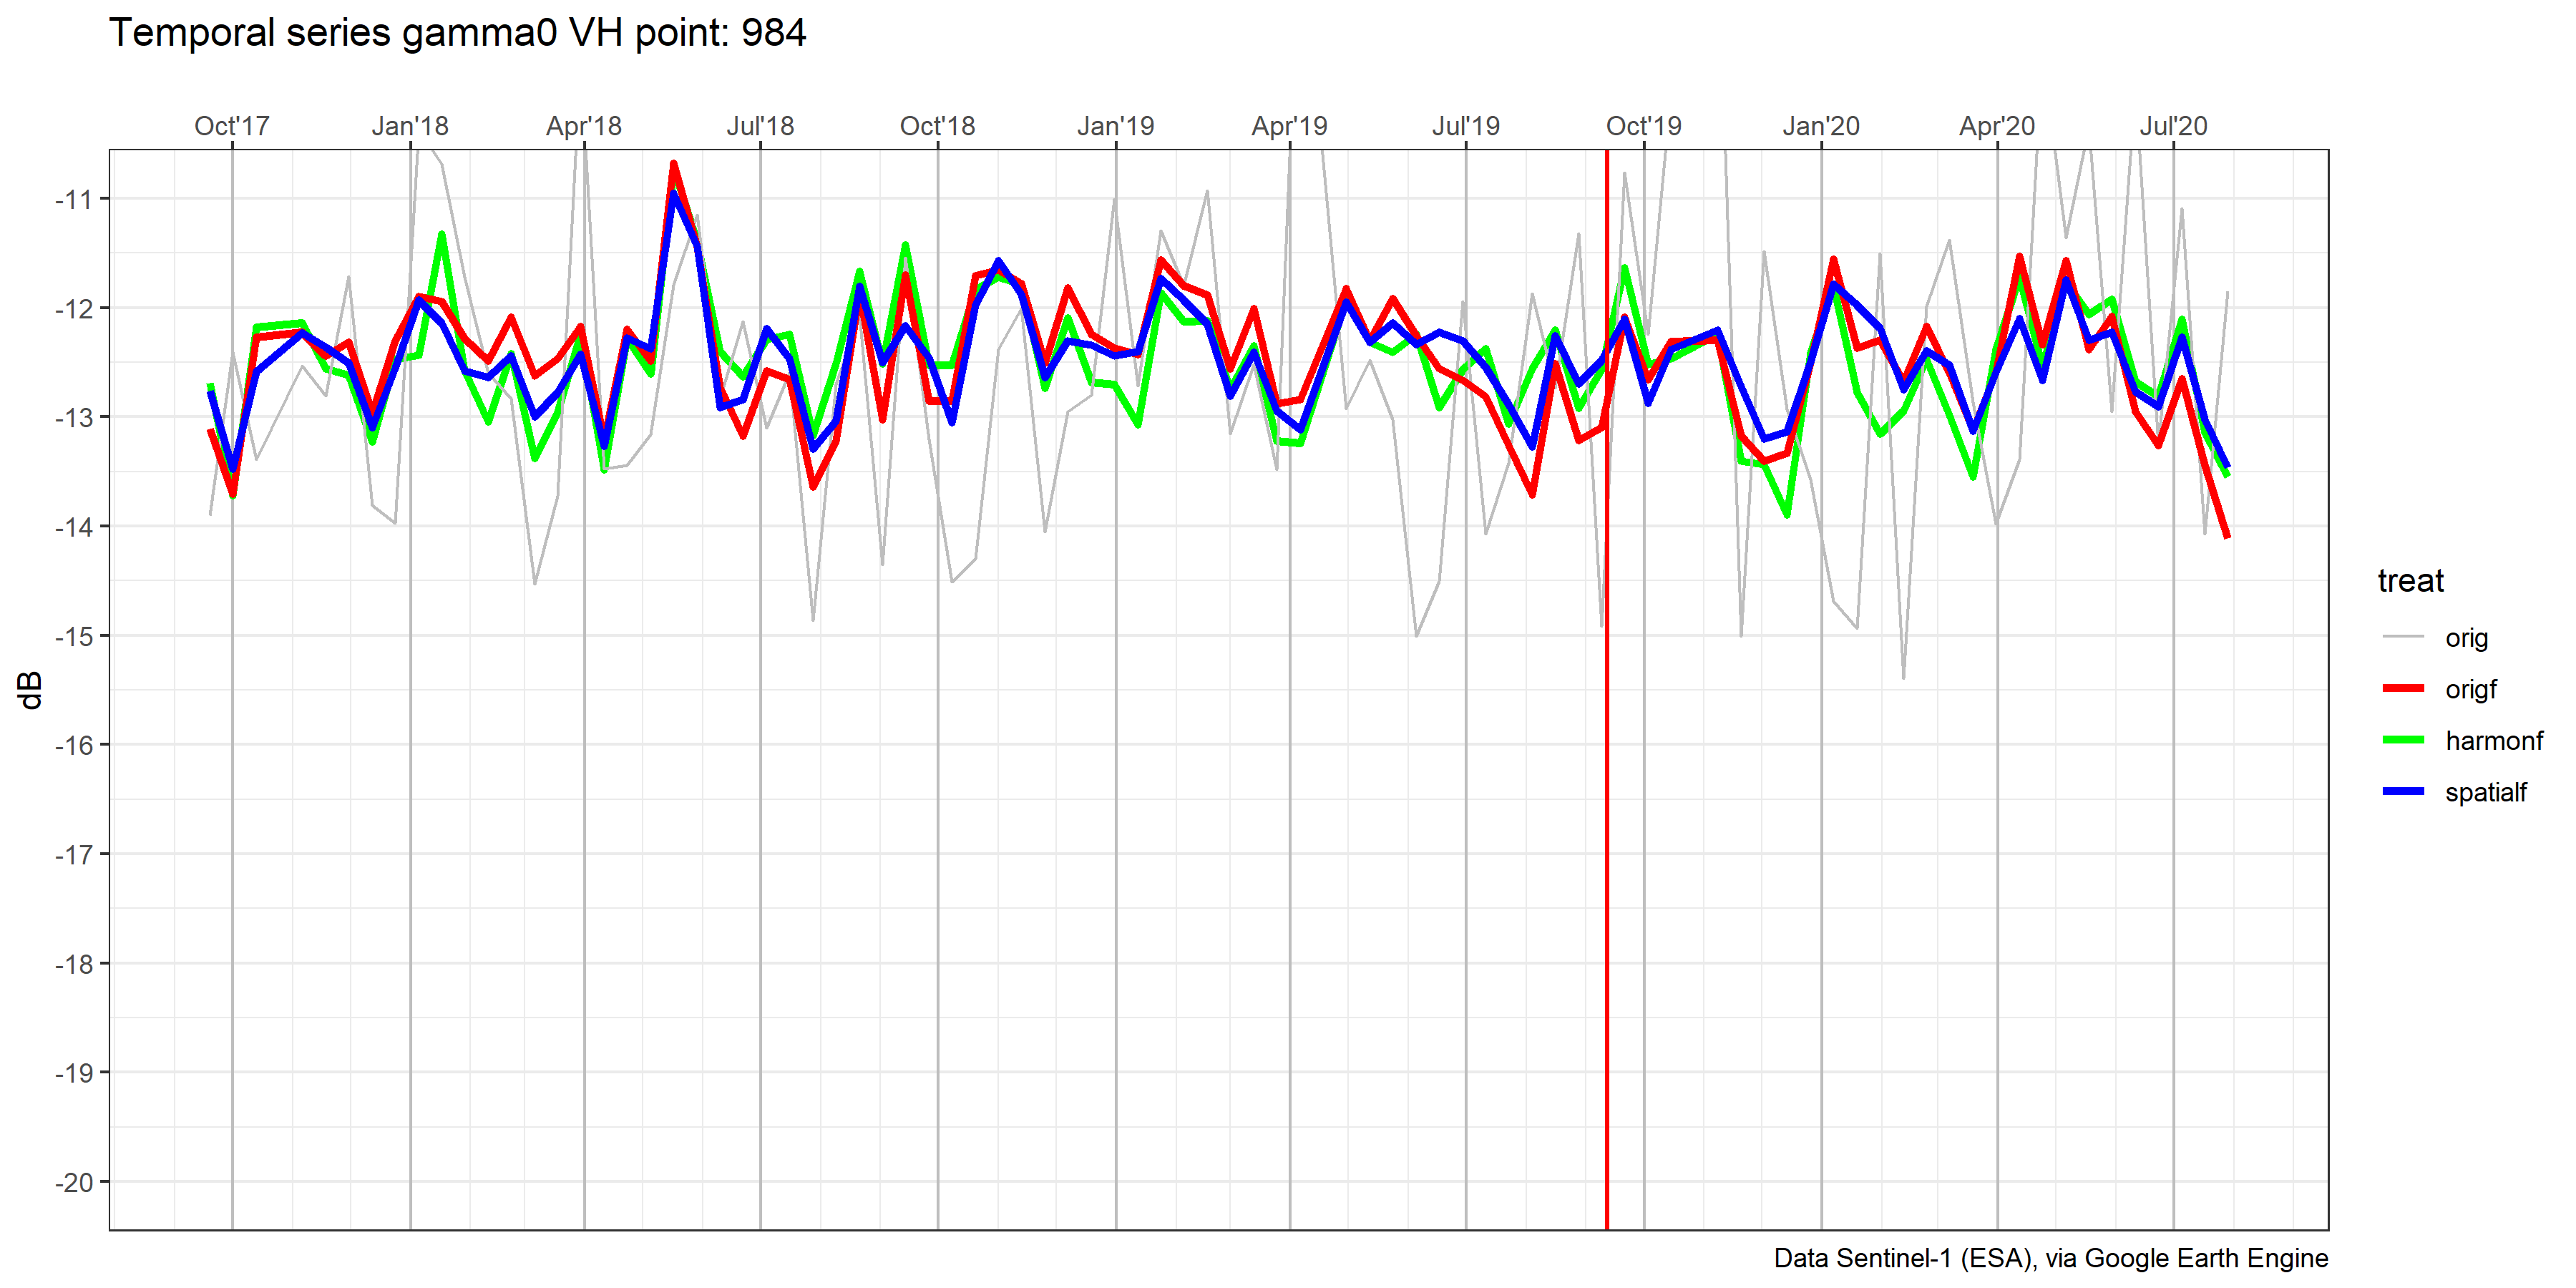 Temporal series gamma0 VH point: 984
Oct'17 Jan'18 Apr'18 Jul'18 Oct'18 Jan'19 Apr'19 Jul'19 Oct'19 Jan'20 Apr'20 Jul'20
-11
-12
-13
-14
-15
-16
-17
-18
-19
-20
dB
treat
orig
origf
harmonf
spatialf
Data Sentinel-1 (ESA), via Google Earth Engine